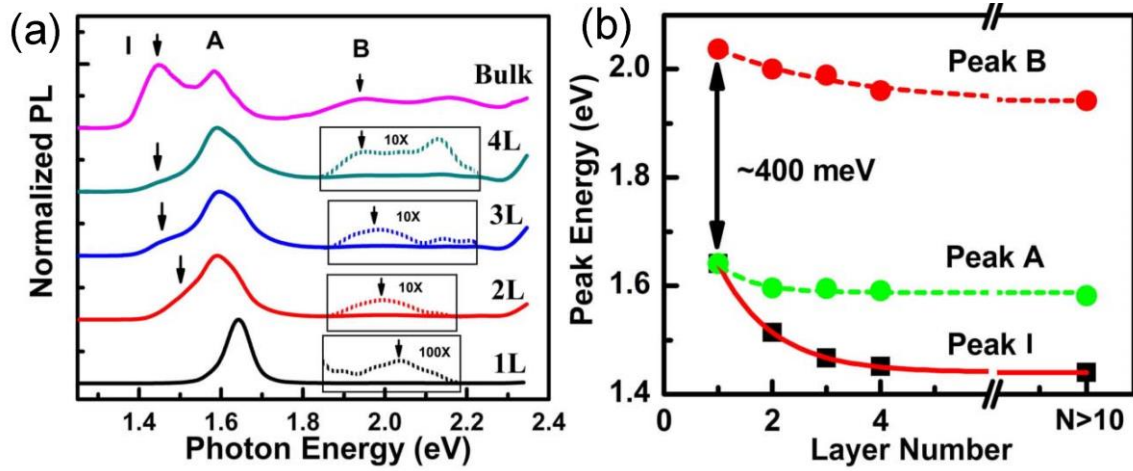 (a)
I
A
B
Bulk
4L
10X
3L
10X
2L
10X
1L
100X
Normalized PL
1.4 1.6 1.8 2.0 2.2 2.4
Photon Energy (eV)
(b)
Peak B
~400 meV
Peak A
Peak I
Peak Energy (eV)
2.0
1.8
1.6
1.4
0 2 4 N>10
Layer Number